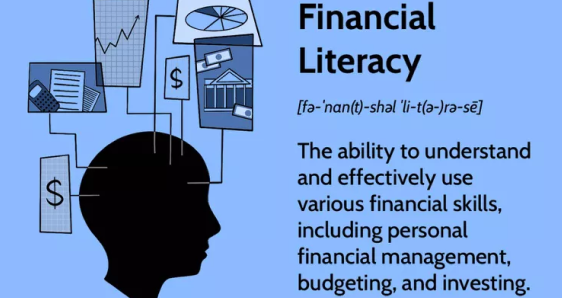 Financial
Literacy
[fə-ˈnan(t)-shəl ˈli-t(ə-)rə-sē]
The ability to understand
and effectively use
various financial skills,
including personal
financial management,
budgeting, and investing.
$
$